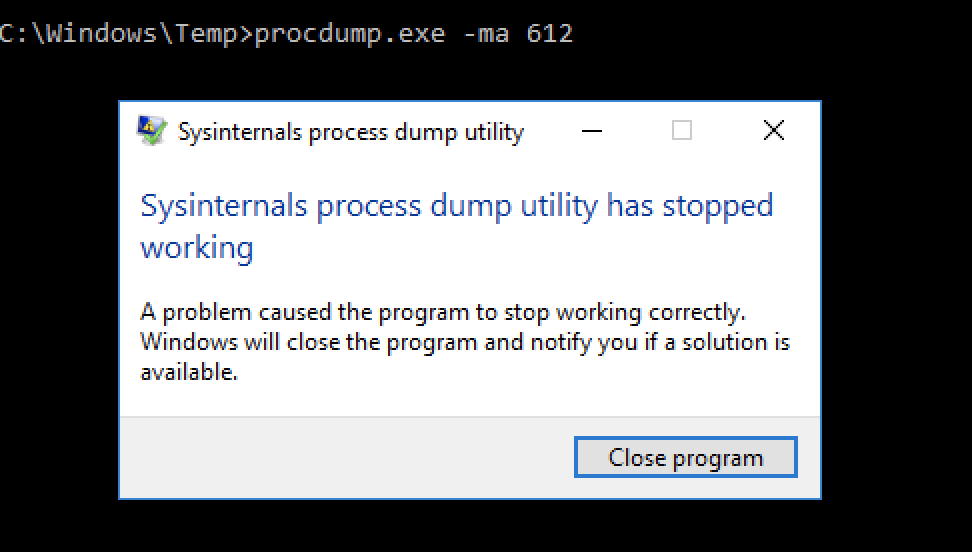 C:\Windows\Temp>procdump.exe -ma 612
Sysinternals process dump utility
Sysinternals process dump utility has stopped
working
A problem caused the program to stop working correctly.
Windows will close the program and notify you if a solution is
available.
Close program